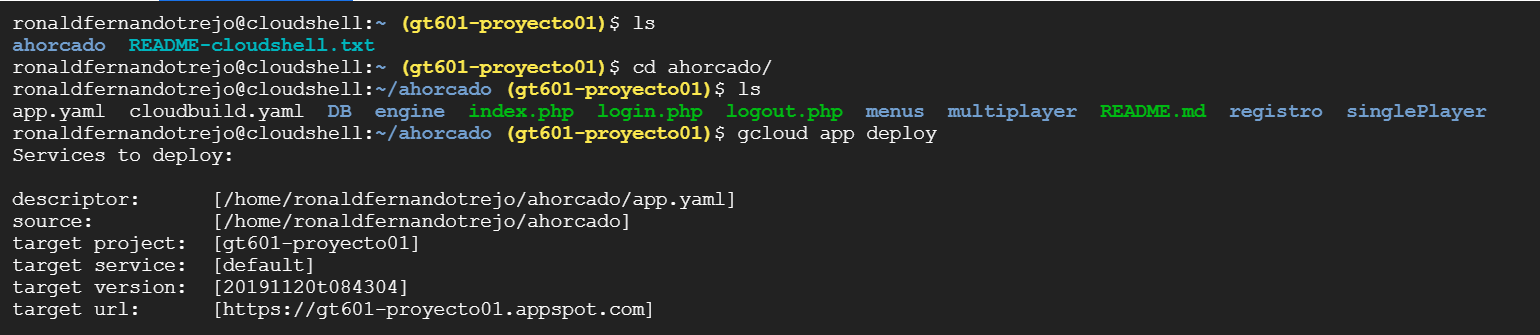 ronaldfernandotrejo@cloudshell:~ (gt601-proyecto01)$ ls
ahorcado  README-cloudshell.txt
ronaldfernandotrejo@cloudshell:~ (gt601-proyecto01)$ cd ahorcado/
ronaldfernandotrejo@cloudshell:~/ahorcado (gt601-proyecto01)$ ls
app.yaml  cloudbuild.yaml  DB  engine  index.php  login.php  logout.php  menus  multiplayer  README.md  registro  singlePlayer
ronaldfernandotrejo@cloudshell:~/ahorcado (gt601-proyecto01)$ gcloud app deploy
Services to deploy:
descriptor:      [/home/ronaldfernandotrejo/ahorcado/app.yaml]
source:          [/home/ronaldfernandotrejo/ahorcado]
target project:  [gt601-proyecto01]
target service:  [default]
target version:  [20191120t084304]
target url:      [https://gt601-proyecto01.appspot.com]